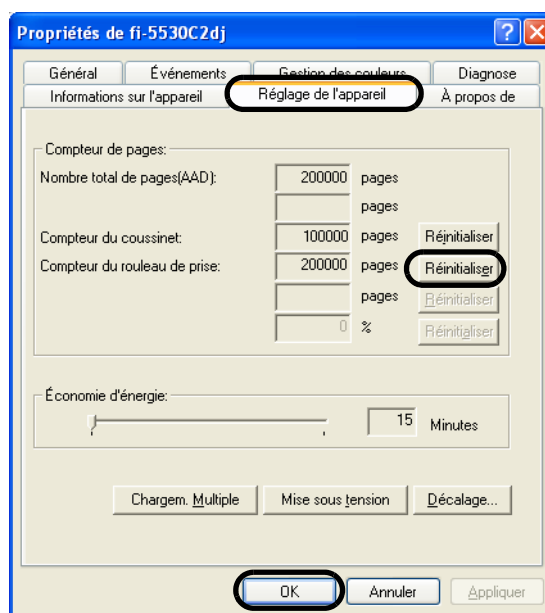 Propriétés de fi-5530C2dj
Général Événements Gestion des couleurs Diagnose
Informations sur l'appareil Réglage de l'appareil À propos de
Compteur de pages:
Nombre total de pages(AAD): 200000 pages
pages
Compteur du coussinet: 100000 pages Réinitialiser
Compteur du rouleau de prise: 200000 pages Réinitialiser
pages Réinitialiser
0 % Réinitialiser
Économie d'énergie:
15 Minutes
Chargem. Multiple Mise sous tension Décalage...
OK Annuler Appliquer